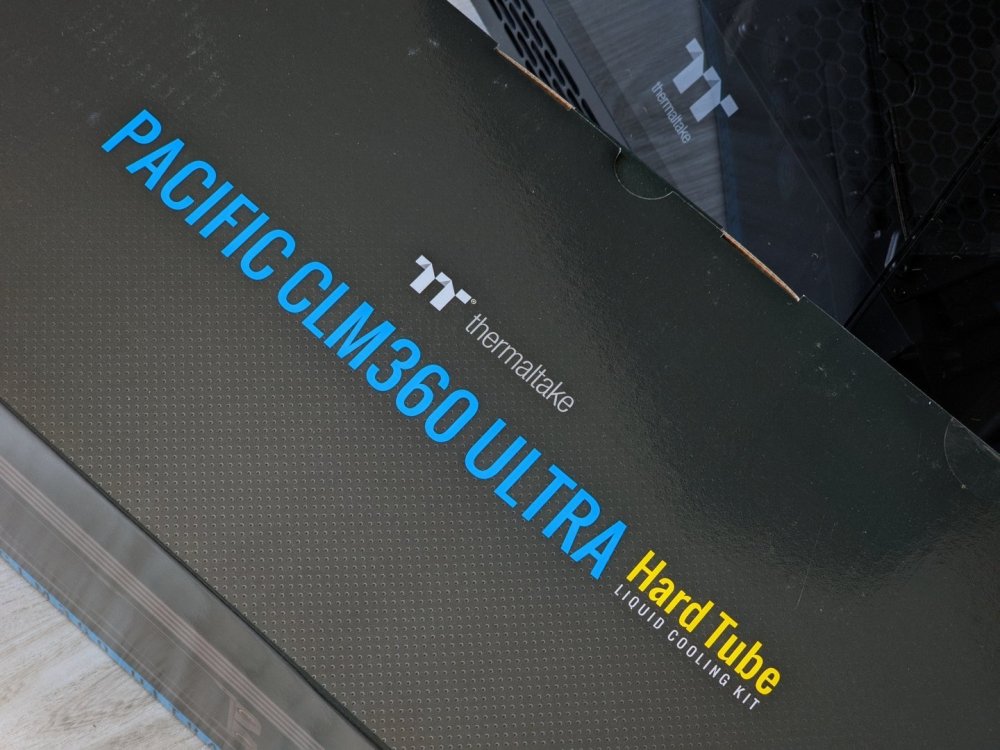 thermaltake
thermaltake
PACIFIC CLM360 ULTRA
Hard Tube
LIQUID COOLING KIT